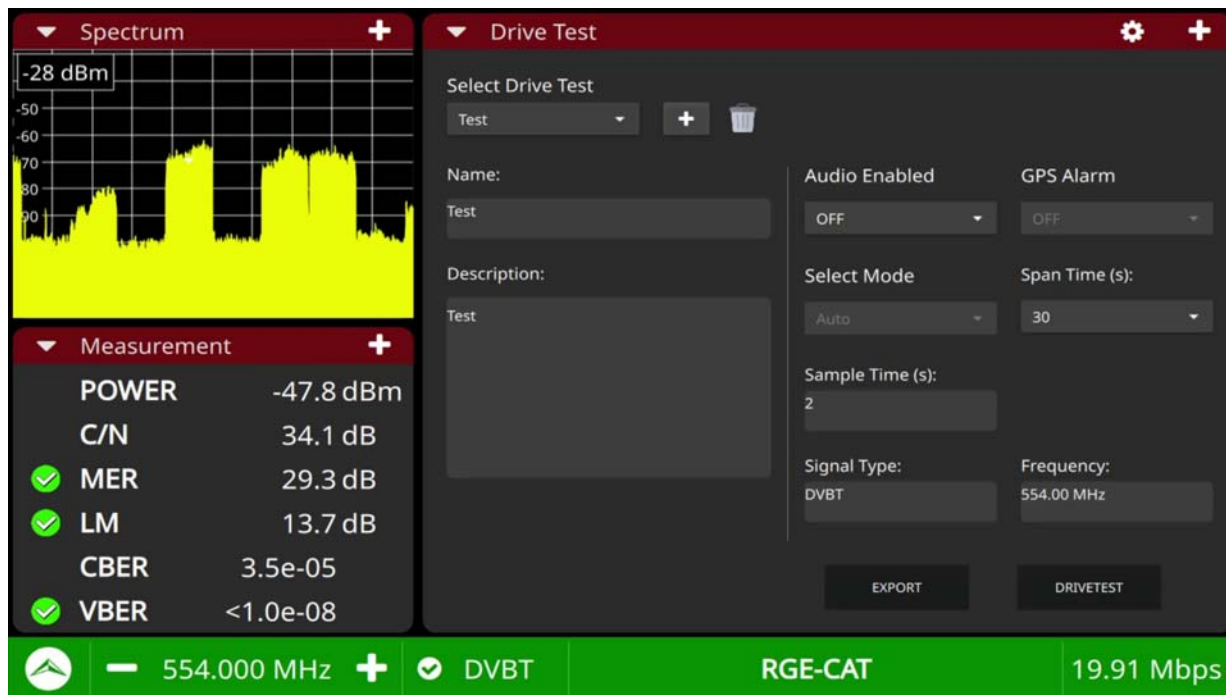 Spectrum
-28 dBm
-50
-60
-70
-80
-90
Measurement
POWER -47.8 dBm
C/N 34.1 dB
MER 29.3 dB
LM 13.7 dB
CBER 3.5e-05
VBER <1.0e-08
Drive Test
Select Drive Test
Test
Name:
Test
Description:
Test
Audio Enabled GPS Alarm
OFF OFF
Select Mode Span Time (s):
Auto 30
Sample Time (s):
2
Signal Type: Frequency:
DVBT 554.00 MHz
EXPORT DRIVETEST
554.000 MHz DVBT RGE-CAT 19.91 Mbps